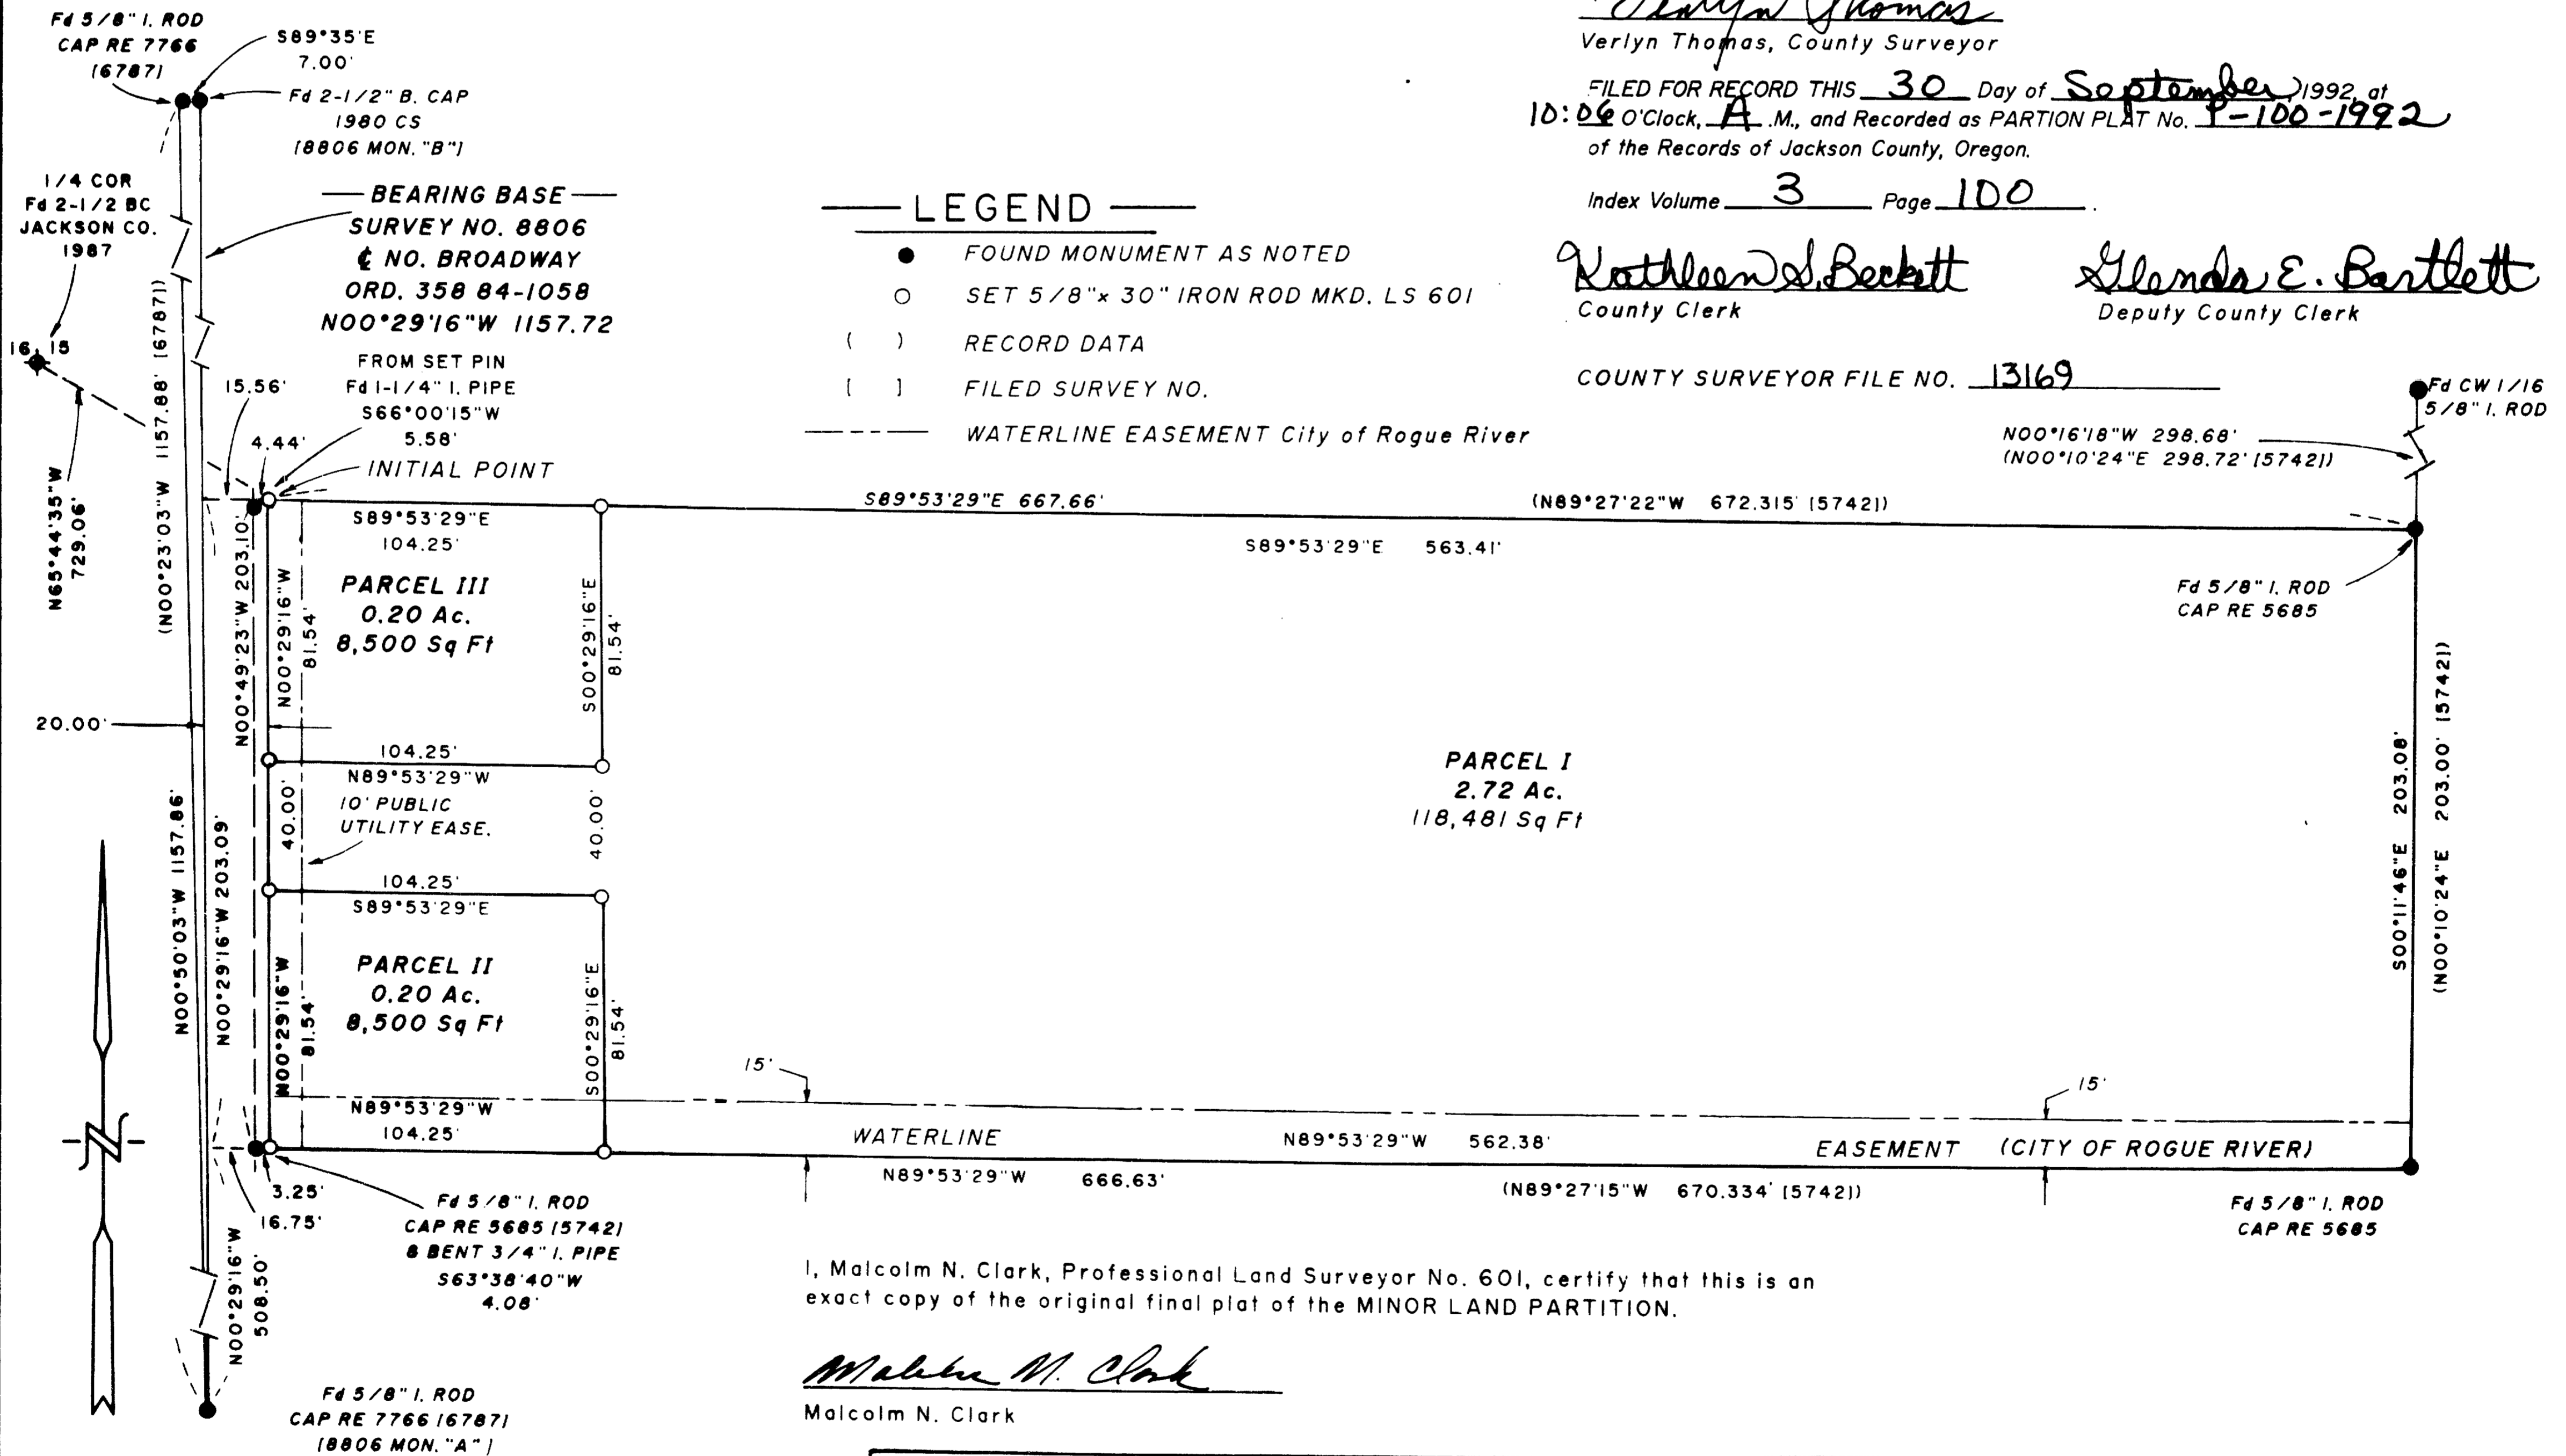 Fd 5/8" I. ROD
CAP RE 7766
[6787]
S89°35'E
7.00'
Fd 2-1/2" B. CAP
1980 CS
[8806 MON. "B"]
1/4 COR
Fd 2-1/2 BC
JACKSON CO.
1987
16 15
BEARING BASE
SURVEY NO. 8806
℄ NO. BROADWAY
ORD. 358 84-1058
N00°29'16"W 1157.72
FROM SET PIN
Fd 1-1/4" I. PIPE
S66°00'15"W
5.58'
INITIAL POINT
15.56'
4.44'
N65°44'35"W
729.06'
(N00°23'03"W 1157.88' [6787])
LEGEND
FOUND MONUMENT AS NOTED
SET 5/8"x 30" IRON ROD MKD. LS 601
( ) RECORD DATA
[ ] FILED SURVEY NO.
WATERLINE EASEMENT City of Rogue River
Verlyn Thomas
Verlyn Thomas, County Surveyor
FILED FOR RECORD THIS 30 Day of September, 1992, at
10:06 O'Clock, A .M., and Recorded as PARTION PLAT No. P-100-1992
of the Records of Jackson County, Oregon.
Index Volume 3 Page 100.
Kathleen S. Beckett
County Clerk
Glenda E. Bartlett
Deputy County Clerk
COUNTY SURVEYOR FILE NO. 13169
Fd CW 1/16
5/8" I. ROD
N00°16'18"W 298.68'
(N00°10'24"E 298.72' [5742])
S89°53'29"E 667.66'
(N89°27'22"W 672.315' [5742])
S89°53'29"E
104.25'
S89°53'29"E 563.41'
Fd 5/8" I. ROD
CAP RE 5685
PARCEL III
0.20 Ac.
8,500 Sq Ft
N00°49'23"W 203.10'
N00°29'16"W
81.54'
S00°29'16"E
81.54'
20.00'
104.25'
N89°53'29"W
10' PUBLIC
UTILITY EASE.
40.00'
40.00'
PARCEL I
2.72 Ac.
118,481 Sq Ft
S00°11'46"E 203.08'
(N00°10'24"E 203.00' [5742])
N00°50'03"W 1157.86'
N00°29'16"W 203.09'
104.25'
S89°53'29"E
PARCEL II
0.20 Ac.
8,500 Sq Ft
N00°29'16"W
81.54'
S00°29'16"E
81.54'
15'
15'
N89°53'29"W
104.25'
WATERLINE
N89°53'29"W 562.38'
EASEMENT (CITY OF ROGUE RIVER)
N89°53'29"W 666.63'
(N89°27'15"W 670.334' [5742])
Fd 5/8" I. ROD
CAP RE 5685
3.25'
16.75'
Fd 5/8" I. ROD
CAP RE 5685 [5742]
& BENT 3/4" I. PIPE
S63°38'40"W
4.08'
N00°29'16"W
508.50'
N
I, Malcolm N. Clark, Professional Land Surveyor No. 601, certify that this is an
exact copy of the original final plat of the MINOR LAND PARTITION.
Malcolm N. Clark
Malcolm N. Clark
Fd 5/8" I. ROD
CAP RE 7766 [6787]
[8806 MON. "A"]